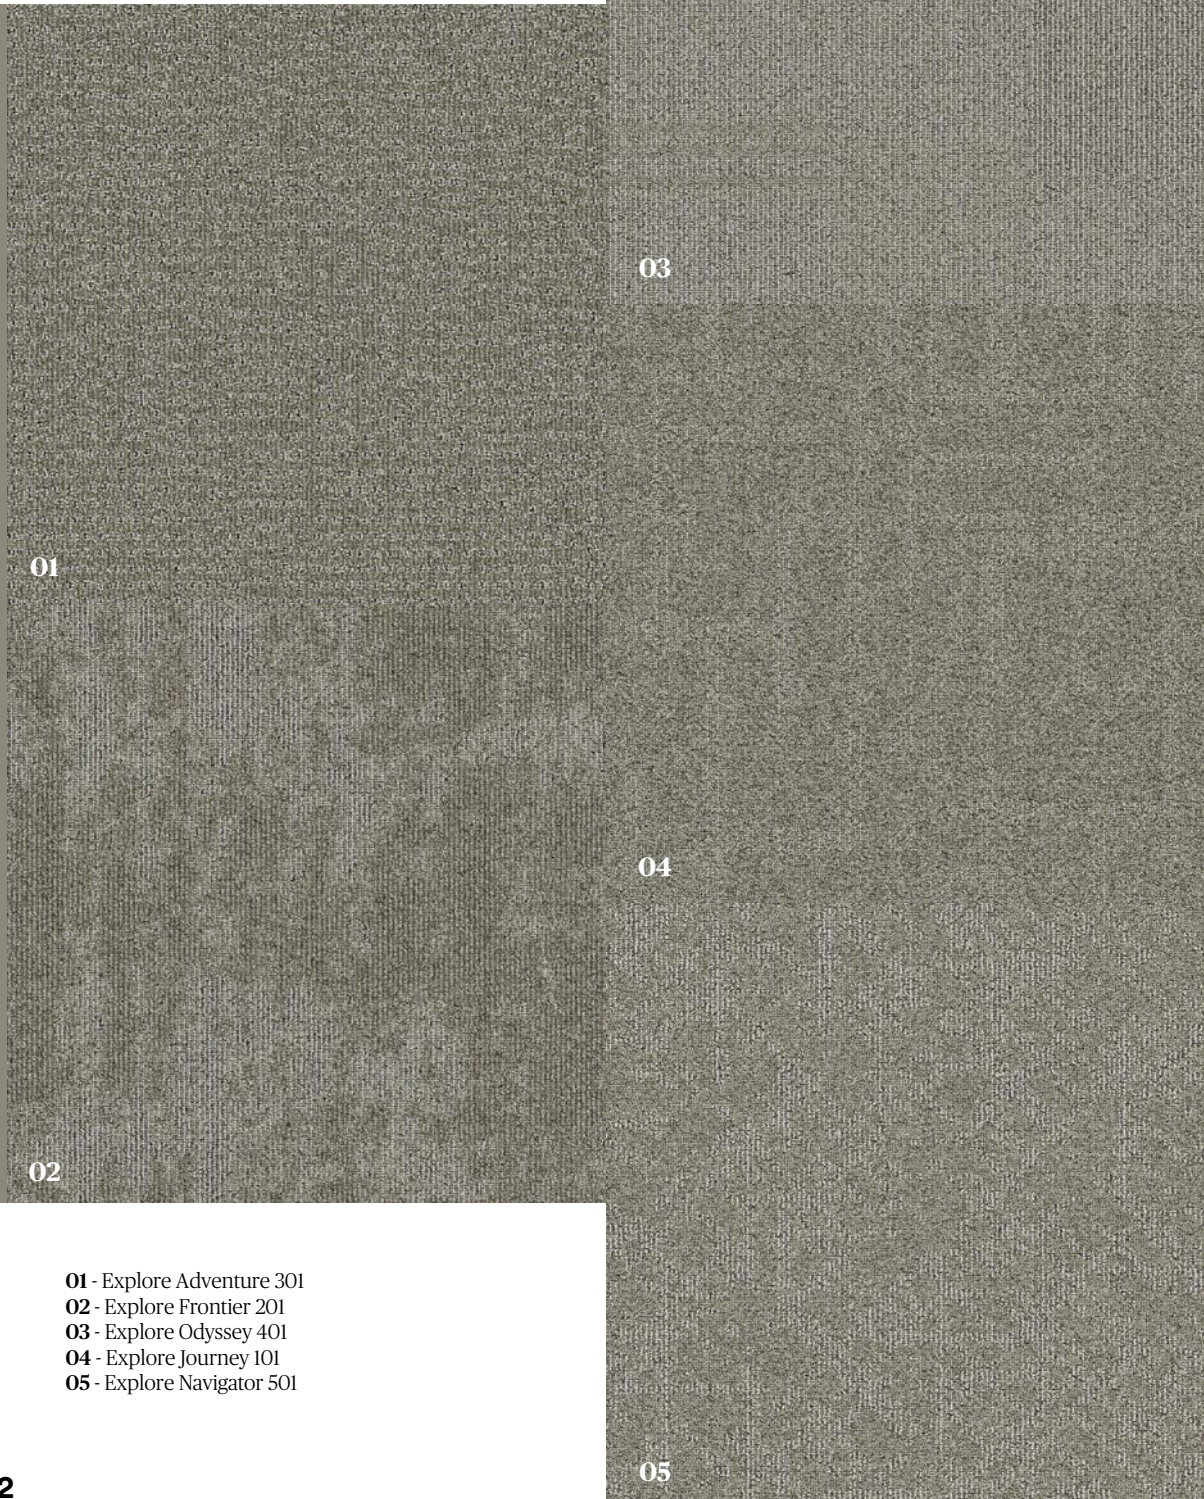 03
01
04
02
01 - Explore Adventure 301
02 - Explore Frontier 201
03 - Explore Odyssey 401
04 - Explore Journey 101
05 - Explore Navigator 501
05
2